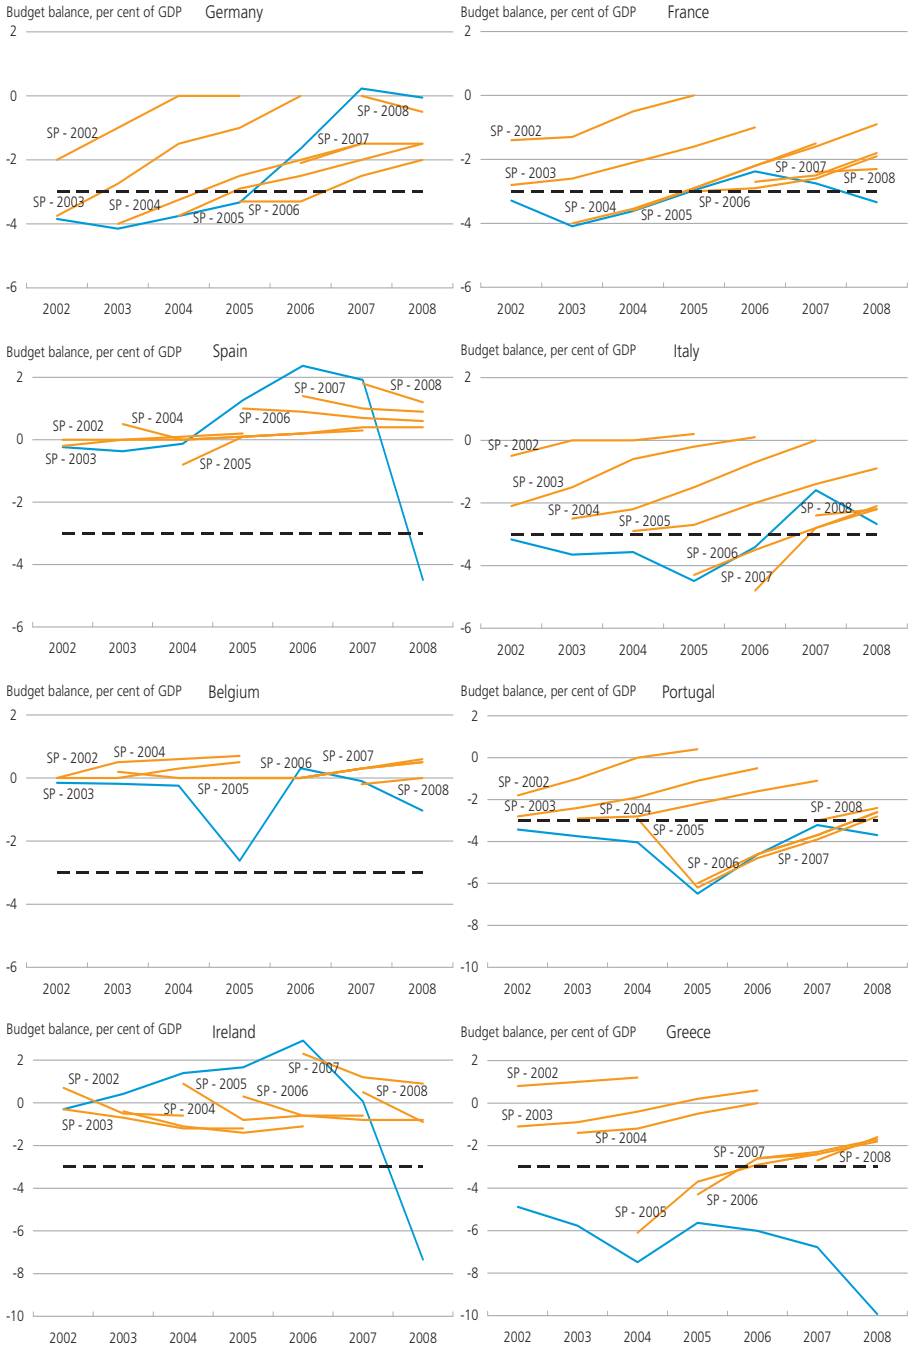 Budget balance, per cent of GDP Germany
2
0
-2
-4
-6
SP - 2002
SP - 2003
SP - 2004
SP - 2005
SP - 2006
SP - 2007
SP - 2008
2002 2003 2004 2005 2006 2007 2008
Budget balance, per cent of GDP France
2
0
-2
-4
-6
SP - 2002
SP - 2003
SP - 2004
SP - 2005
SP - 2006
SP - 2007
SP - 2008
2002 2003 2004 2005 2006 2007 2008
Budget balance, per cent of GDP Spain
2
0
-2
-4
-6
SP - 2002
SP - 2003
SP - 2004
SP - 2005
SP - 2006
SP - 2007
SP - 2008
2002 2003 2004 2005 2006 2007 2008
Budget balance, per cent of GDP Italy
2
0
-2
-4
-6
SP - 2002
SP - 2003
SP - 2004
SP - 2005
SP - 2006
SP - 2007
SP - 2008
2002 2003 2004 2005 2006 2007 2008
Budget balance, per cent of GDP Belgium
2
0
-2
-4
-6
SP - 2002
SP - 2003
SP - 2004
SP - 2005
SP - 2006
SP - 2007
SP - 2008
2002 2003 2004 2005 2006 2007 2008
Budget balance, per cent of GDP Portugal
2
0
-2
-4
-6
-8
-10
SP - 2002
SP - 2003
SP - 2004
SP - 2005
SP - 2006
SP - 2007
SP - 2008
2002 2003 2004 2005 2006 2007 2008
Budget balance, per cent of GDP Ireland
2
0
-2
-4
-6
-8
-10
SP - 2002
SP - 2003
SP - 2004
SP - 2005
SP - 2006
SP - 2007
SP - 2008
2002 2003 2004 2005 2006 2007 2008
Budget balance, per cent of GDP Greece
2
0
-2
-4
-6
-8
-10
SP - 2002
SP - 2003
SP - 2004
SP - 2005
SP - 2006
SP - 2007
SP - 2008
2002 2003 2004 2005 2006 2007 2008